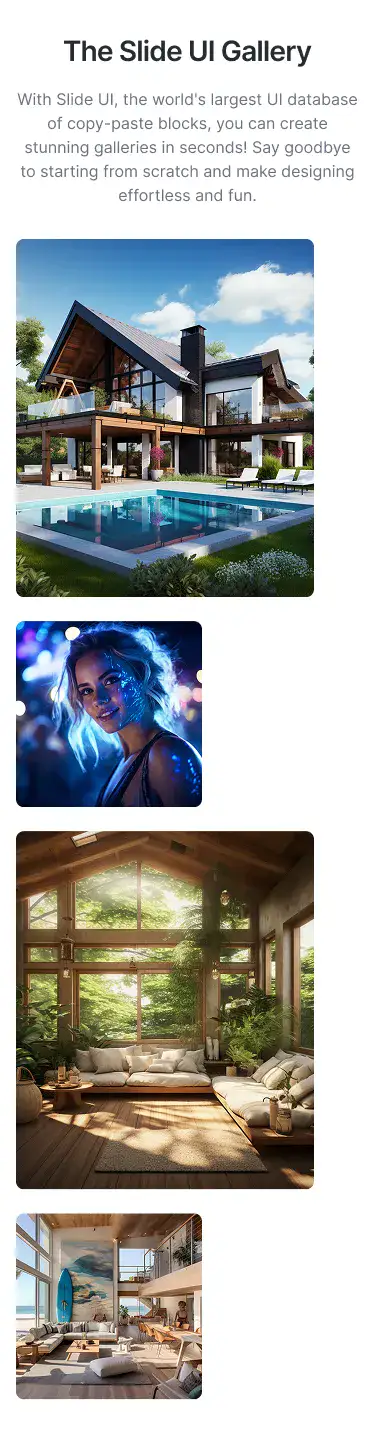 The Slide UI Gallery
With Slide UI, the world's largest UI database
of copy-paste blocks, you can create
stunning galleries in seconds! Say goodbye
to starting from scratch and make designing
effortless and fun.